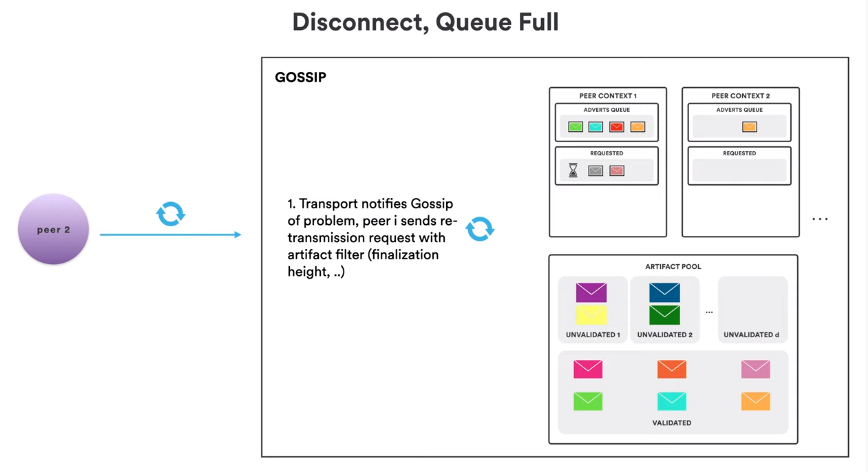 Disconnect, Queue Full
GOSSIP
peer 2
1. Transport notifies Gossip
of problem, peer i sends re-
transmission request with
artifact filter (finalization
height, ..)
PEER CONTEXT 1
ADVERTS QUEUE
REQUESTED
PEER CONTEXT 2
ADVERTS QUEUE
REQUESTED
...
ARTIFACT POOL
UNVALIDATED 1
UNVALIDATED 2
...
UNVALIDATED d
VALIDATED